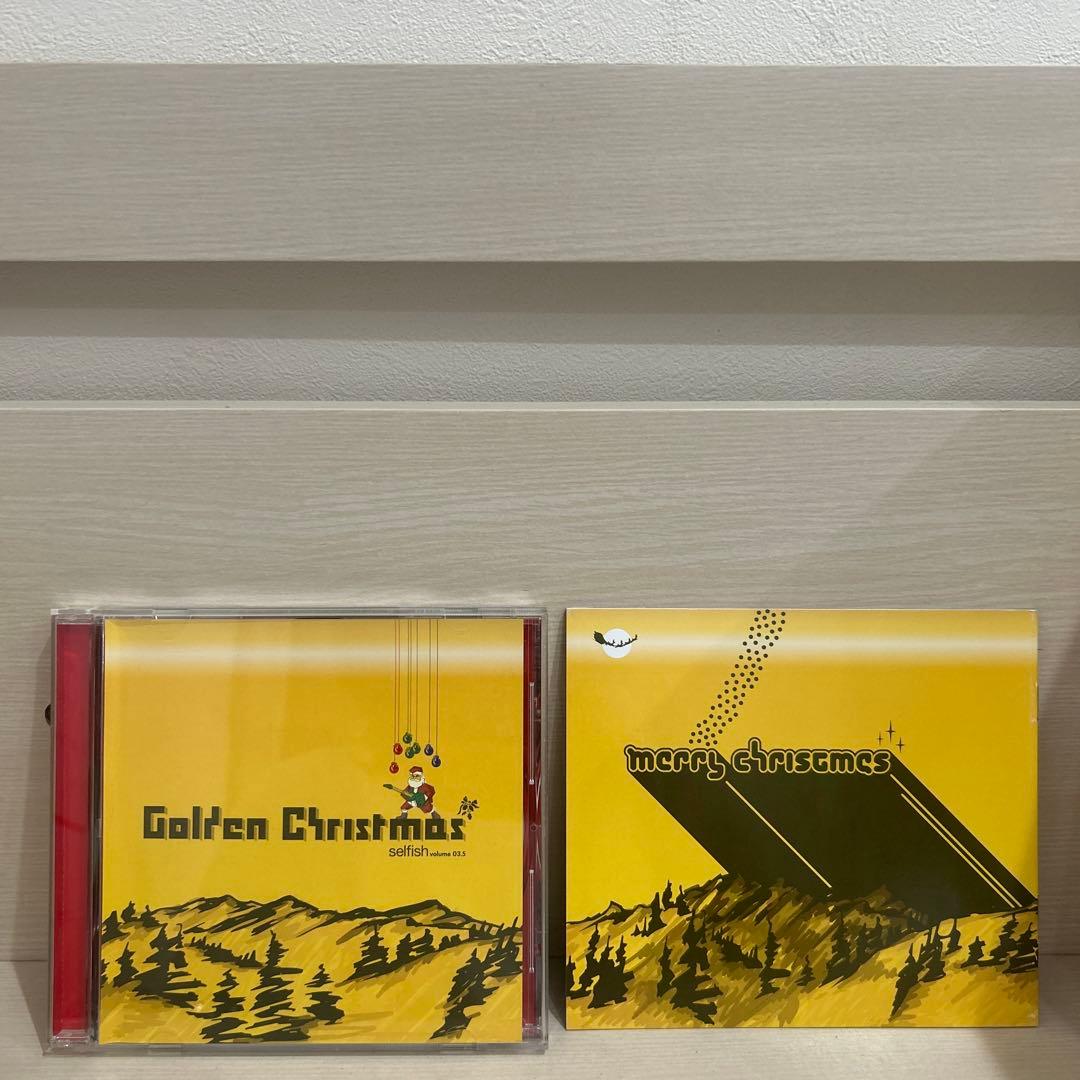 Golden Christmas
selfish volume 03.5
merry christmas